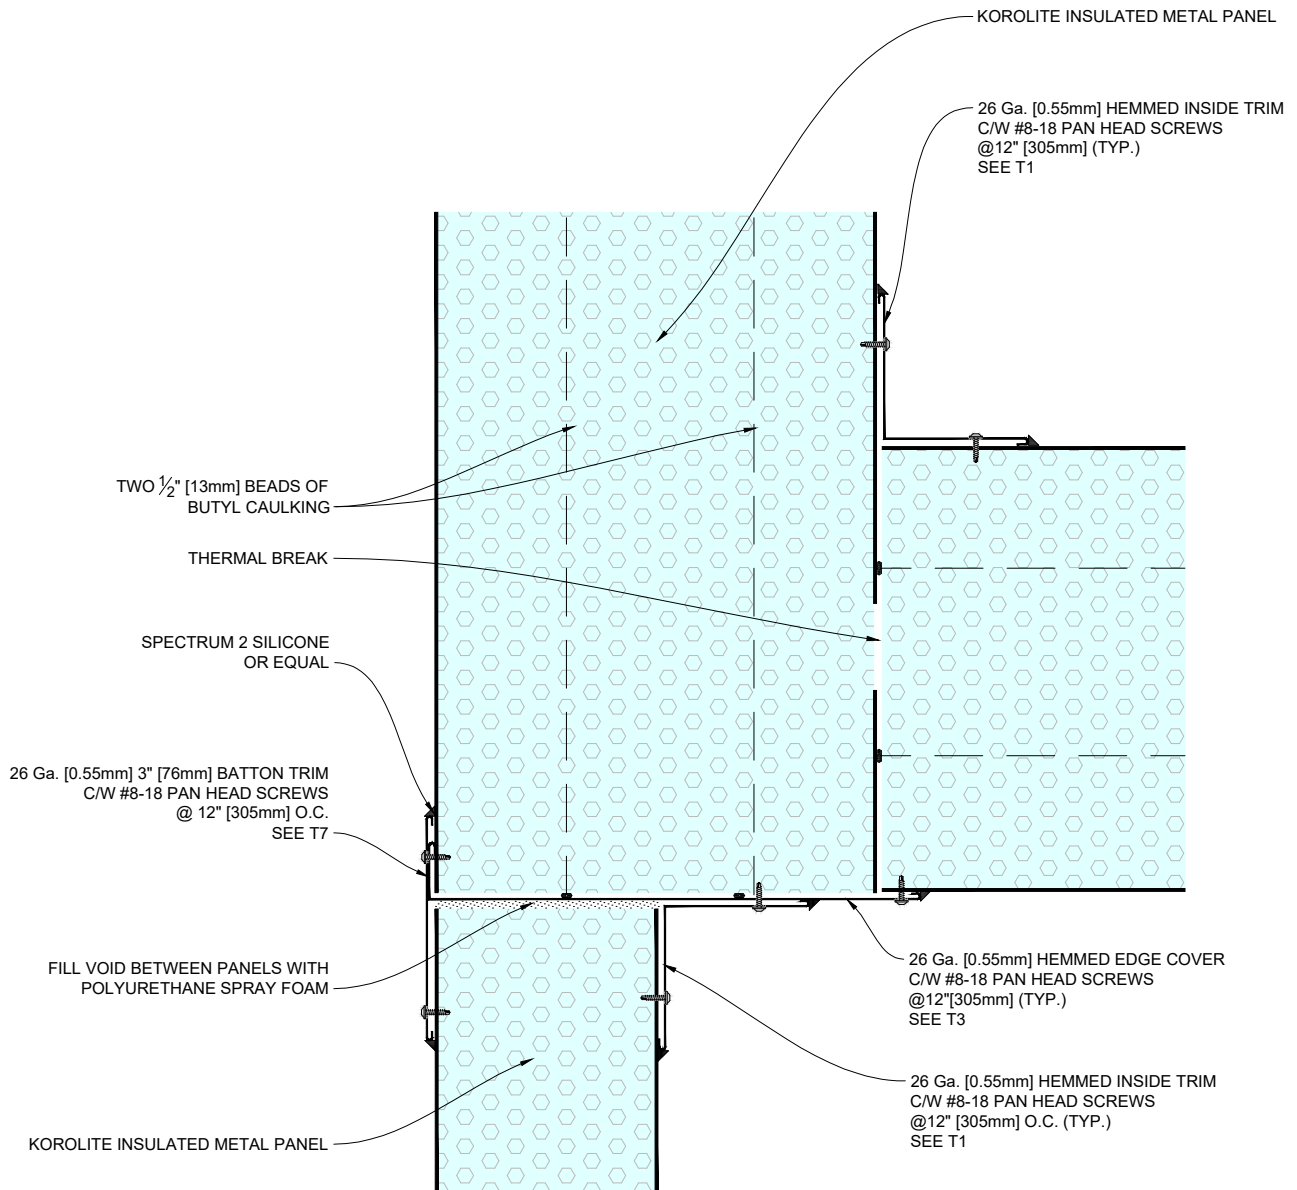 KOROLITE INSULATED METAL PANEL
26 Ga. [0.55mm] HEMMED INSIDE TRIM
C/W #8-18 PAN HEAD SCREWS
@12" [305mm] (TYP.)
SEE T1
TWO 1/2" [13mm] BEADS OF
BUTYL CAULKING
THERMAL BREAK
SPECTRUM 2 SILICONE
OR EQUAL
26 Ga. [0.55mm] 3" [76mm] BATTON TRIM
C/W #8-18 PAN HEAD SCREWS
@ 12" [305mm] O.C.
SEE T7
FILL VOID BETWEEN PANELS WITH
POLYURETHANE SPRAY FOAM
KOROLITE INSULATED METAL PANEL
26 Ga. [0.55mm] HEMMED EDGE COVER
C/W #8-18 PAN HEAD SCREWS
@12"[305mm] (TYP.)
SEE T3
26 Ga. [0.55mm] HEMMED INSIDE TRIM
C/W #8-18 PAN HEAD SCREWS
@12" [305mm] O.C. (TYP.)
SEE T1